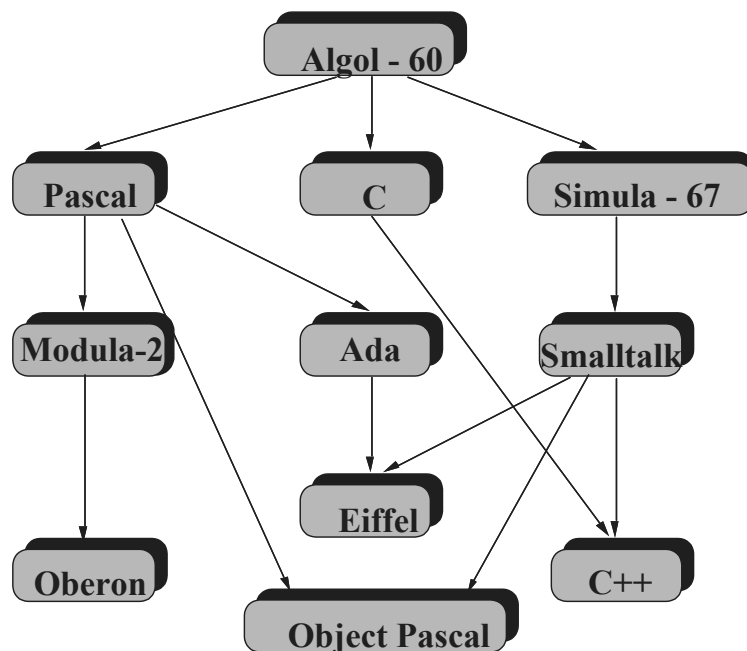 Algol - 60
Pascal
C
Simula - 67
Modula-2
Ada
Smalltalk
Eiffel
Oberon
C++
Object Pascal